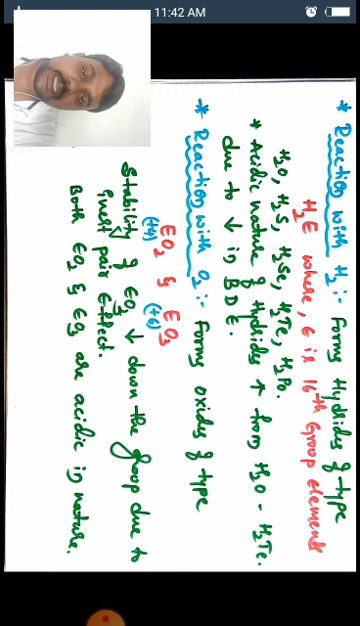 11:42 AM
* Reaction with H₂ :- Forms Hydrides of type
H₂E where, E is 16th Group elements
H₂O, H₂S, H₂Se, H₂Te, H₂Po.
* Acidic nature of Hydrides ↑ from H₂O - H₂Te.
due to ↓ in B D E.
* Reaction with O₂ :- Forms oxides of type
EO₂ & EO₃
(+4) (+6)
Stability of EO₃ ↓ down the group due to
inert pair effect.
Both EO₂ & EO₃ are acidic in nature.